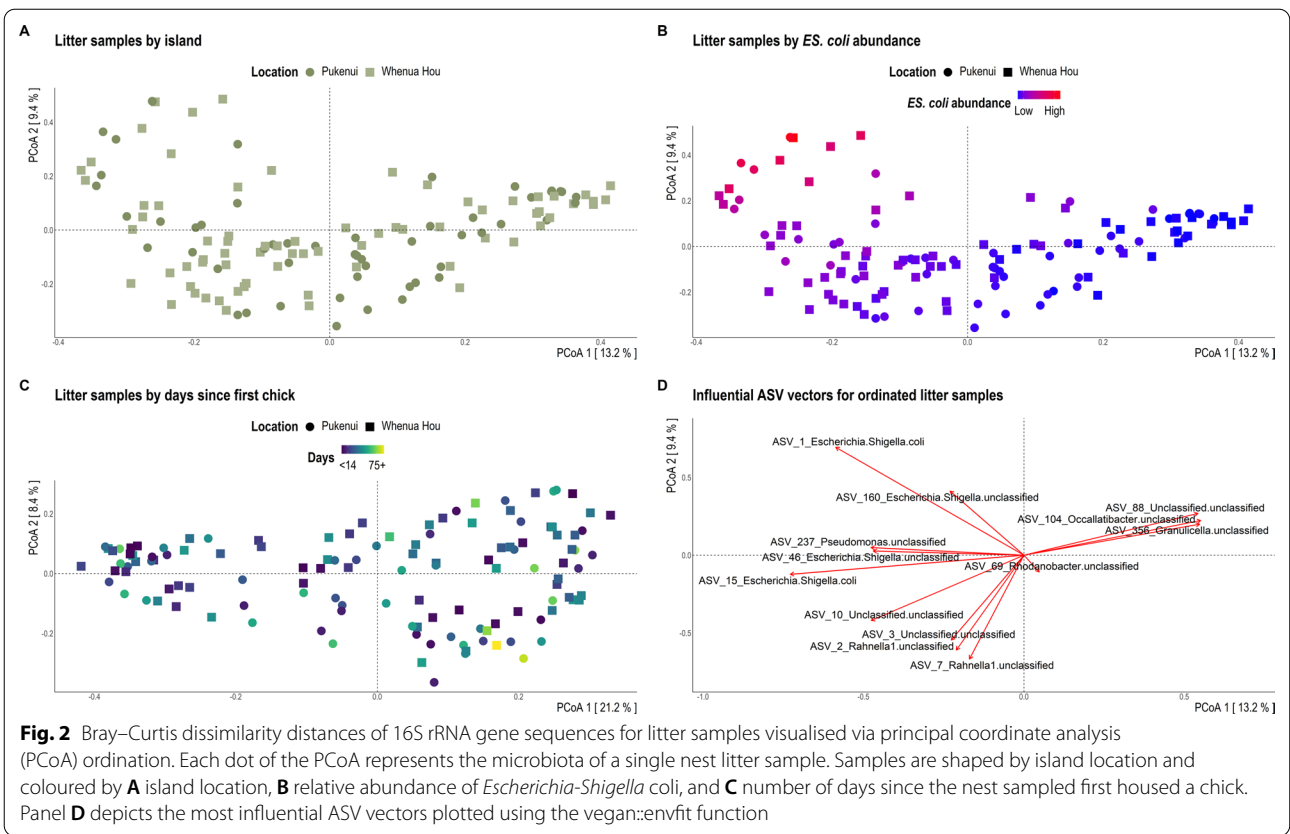 A Litter samples by island
Location Pukenui Whenua Hou
PCoA 2 [ 9.4 % ]
0.4
0.2
0.0
-0.2
-0.4 -0.2 0.0 0.2 0.4
PCoA 1 [ 13.2 % ]
B Litter samples by ES. coli abundance
Location Pukenui Whenua Hou
ES. coli abundance
Low High
PCoA 2 [ 9.4 % ]
0.4
0.2
0.0
-0.2
-0.4 -0.2 0.0 0.2 0.4
PCoA 1 [ 13.2 % ]
C Litter samples by days since first chick
Location Pukenui Whenua Hou
Days
<14 75+
PCoA 2 [ 8.4 % ]
0.2
0.0
-0.2
-0.4 -0.2 0.0 0.2
PCoA 1 [ 21.2 % ]
D Influential ASV vectors for ordinated litter samples
PCoA 2 [ 9.4 % ]
0.5
0.0
-0.5
ASV_1_Escherichia.Shigella.coli
ASV_160_Escherichia.Shigella.unclassified
ASV_88_Unclassified.unclassified
ASV_104_Occallatibacter.unclassified
ASV_356_Granulicella.unclassified
ASV_237_Pseudomonas.unclassified
ASV_46_Escherichia.Shigella.unclassified
ASV_69_Rhodanobacter.unclassified
ASV_15_Escherichia.Shigella.coli
ASV_10_Unclassified.unclassified
ASV_3_Unclassified.unclassified
ASV_2_Rahnella1.unclassified
ASV_7_Rahnella1.unclassified
-1.0 -0.5 0.0 0.5
PCoA 1 [ 13.2 % ]
Fig. 2 Bray–Curtis dissimilarity distances of 16S rRNA gene sequences for litter samples visualised via principal coordinate analysis
(PCoA) ordination. Each dot of the PCoA represents the microbiota of a single nest litter sample. Samples are shaped by island location and
coloured by A island location, B relative abundance of Escherichia-Shigella coli, and C number of days since the nest sampled first housed a chick.
Panel D depicts the most influential ASV vectors plotted using the vegan::envfit function